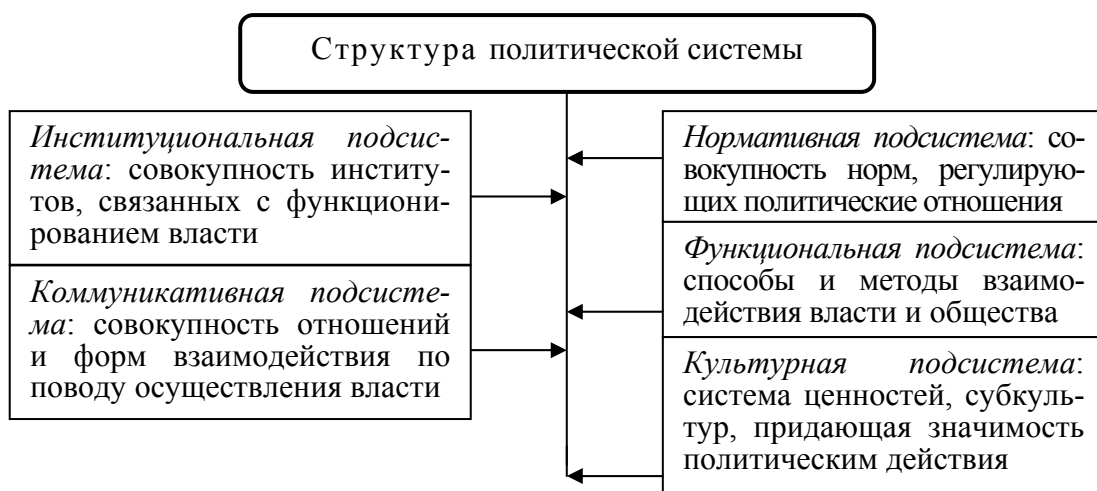 Структура политической системы
Институциональная подсис-
тема: совокупность институ-
тов, связанных с функциони-
рованием власти
Коммуникативная подсисте-
ма: совокупность отношений
и форм взаимодействия по
поводу осуществления власти
Нормативная подсистема: со-
вокупность норм, регулирую-
щих политические отношения
Функциональная подсистема:
способы и методы взаимо-
действия власти и общества
Культурная подсистема:
система ценностей, субкуль-
тур, придающая значимость
политическим действия